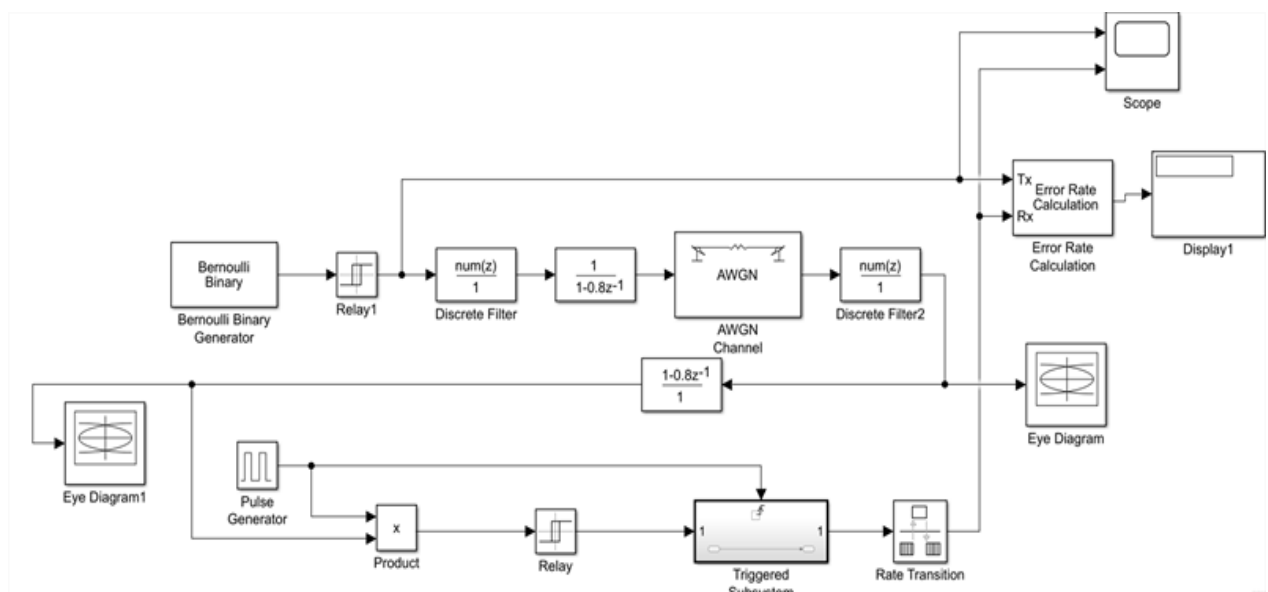 Scope
Tx
Error Rate
Calculation
Rx
Error Rate
Calculation
Display1
Bernoulli
Binary
Bernoulli Binary
Generator
Relay1
num(z)
1
Discrete Filter
1
1-0.8z-1
AWGN
AWGN
Channel
num(z)
1
Discrete Filter2
1-0.8z-1
1
Eye Diagram
Eye Diagram1
Pulse
Generator
x
Product
Relay
1
1
Triggered
Subsystem
Rate Transition